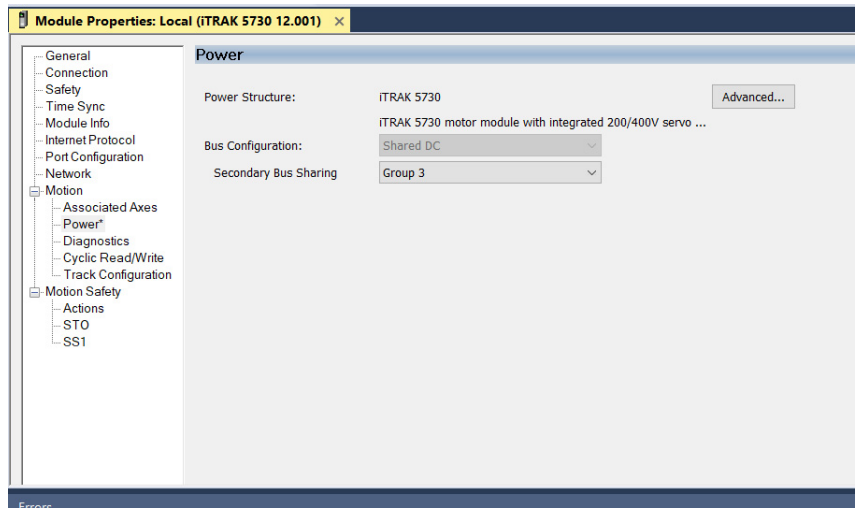 Module Properties: Local (iTRAK 5730 12.001) ×
General
Connection
Safety
Time Sync
Module Info
Internet Protocol
Port Configuration
Network
Motion
Associated Axes
Power*
Diagnostics
Cyclic Read/Write
Track Configuration
Motion Safety
Actions
STO
SS1
Power
Power Structure: iTRAK 5730 Advanced...
iTRAK 5730 motor module with integrated 200/400V servo ...
Bus Configuration: Shared DC
Secondary Bus Sharing Group 3
Errors